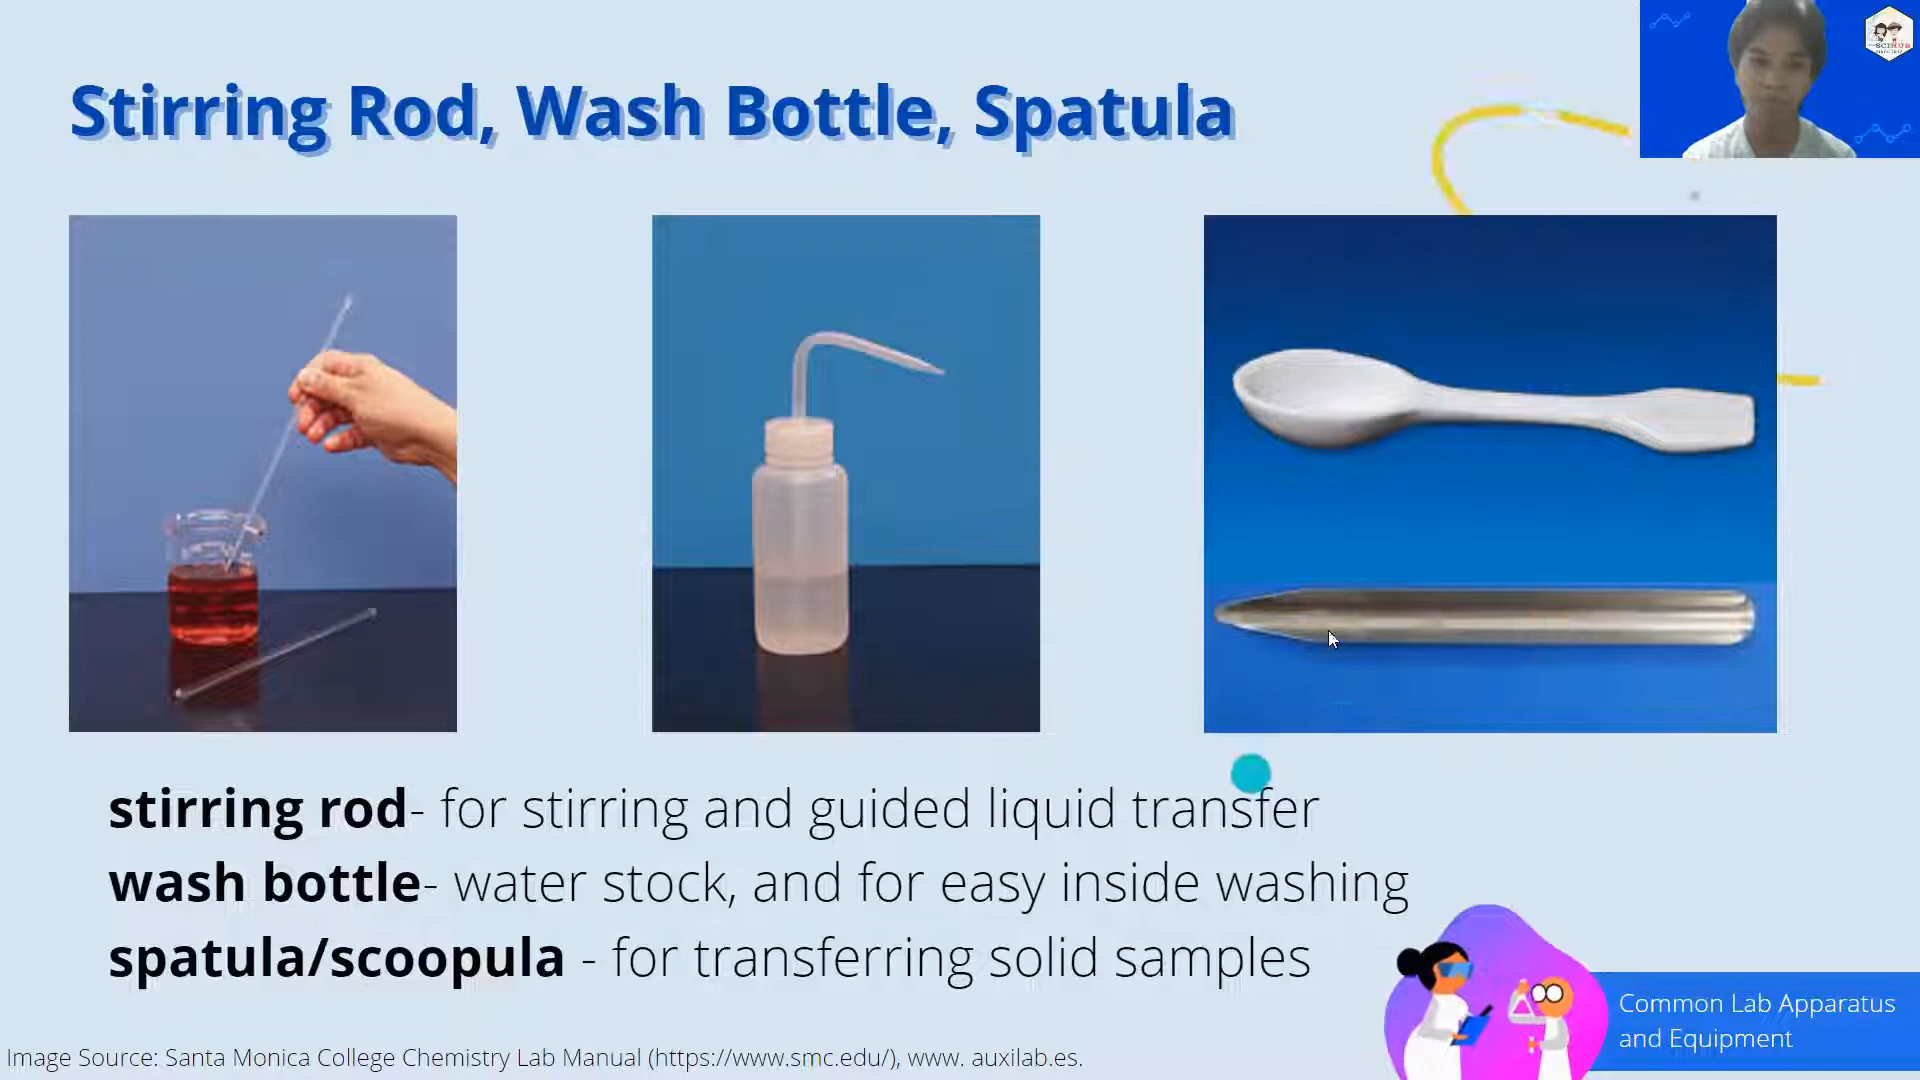 Stirring Rod, Wash Bottle, Spatula
SCIHUB
stirring rod- for stirring and guided liquid transfer
wash bottle- water stock, and for easy inside washing
spatula/scoopula - for transferring solid samples
Common Lab Apparatus
and Equipment
Image Source: Santa Monica College Chemistry Lab Manual (https://www.smc.edu/), www. auxilab.es.